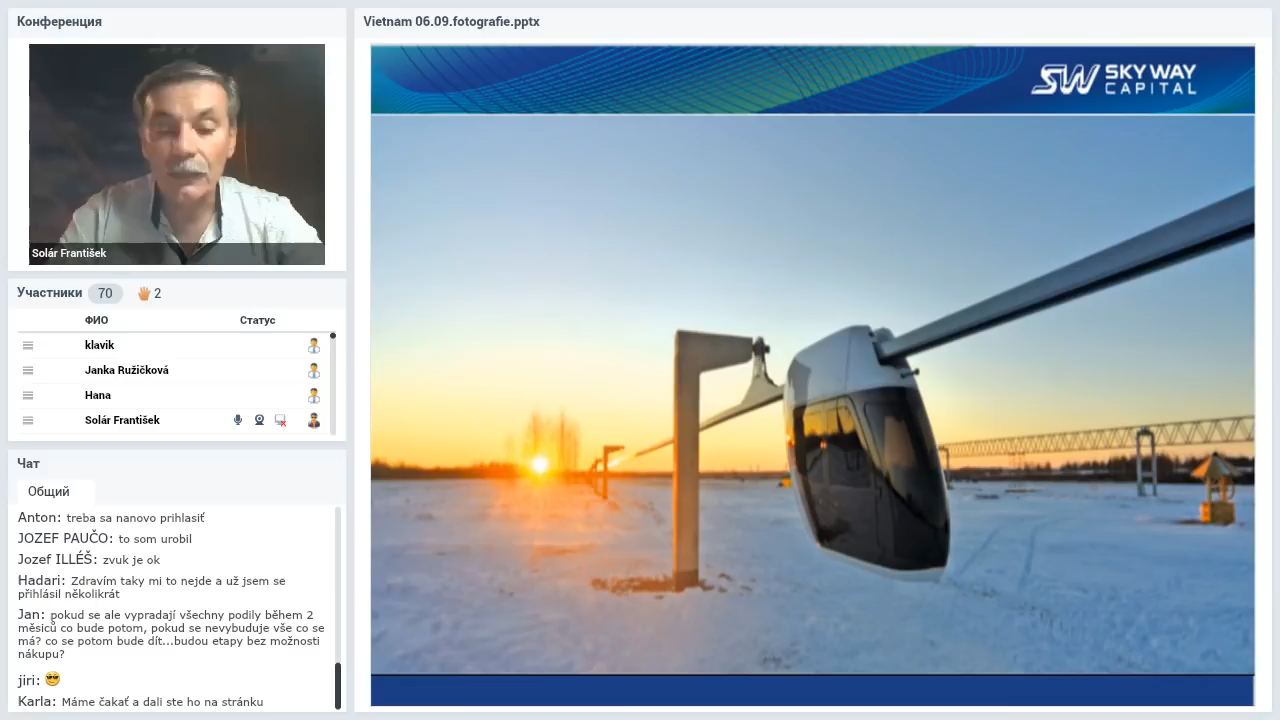 Конференция
Solár František
Участники 70 2
ФИО Статус
klavik
Janka Ružičková
Hana
Solár František
Чат
Общий
Anton: treba sa nanovo prihlasiť
JOZEF PAUČO: to som urobil
Jozef ILLÉŠ: zvuk je ok
Hadari: Zdravím taky mi to nejde a už jsem se
přihlásil několikrát
Jan: pokud se ale vypradají všechny podily během 2
měsiců co bude potom, pokud se nevybuduje vše co se
má? co se potom bude dít...budou etapy bez možnosti
nákupu?
jiri:
Karla: Máme čakať a dali ste ho na stránku
Vietnam 06.09.fotografie.pptx
SW SKY WAY
CAPITAL